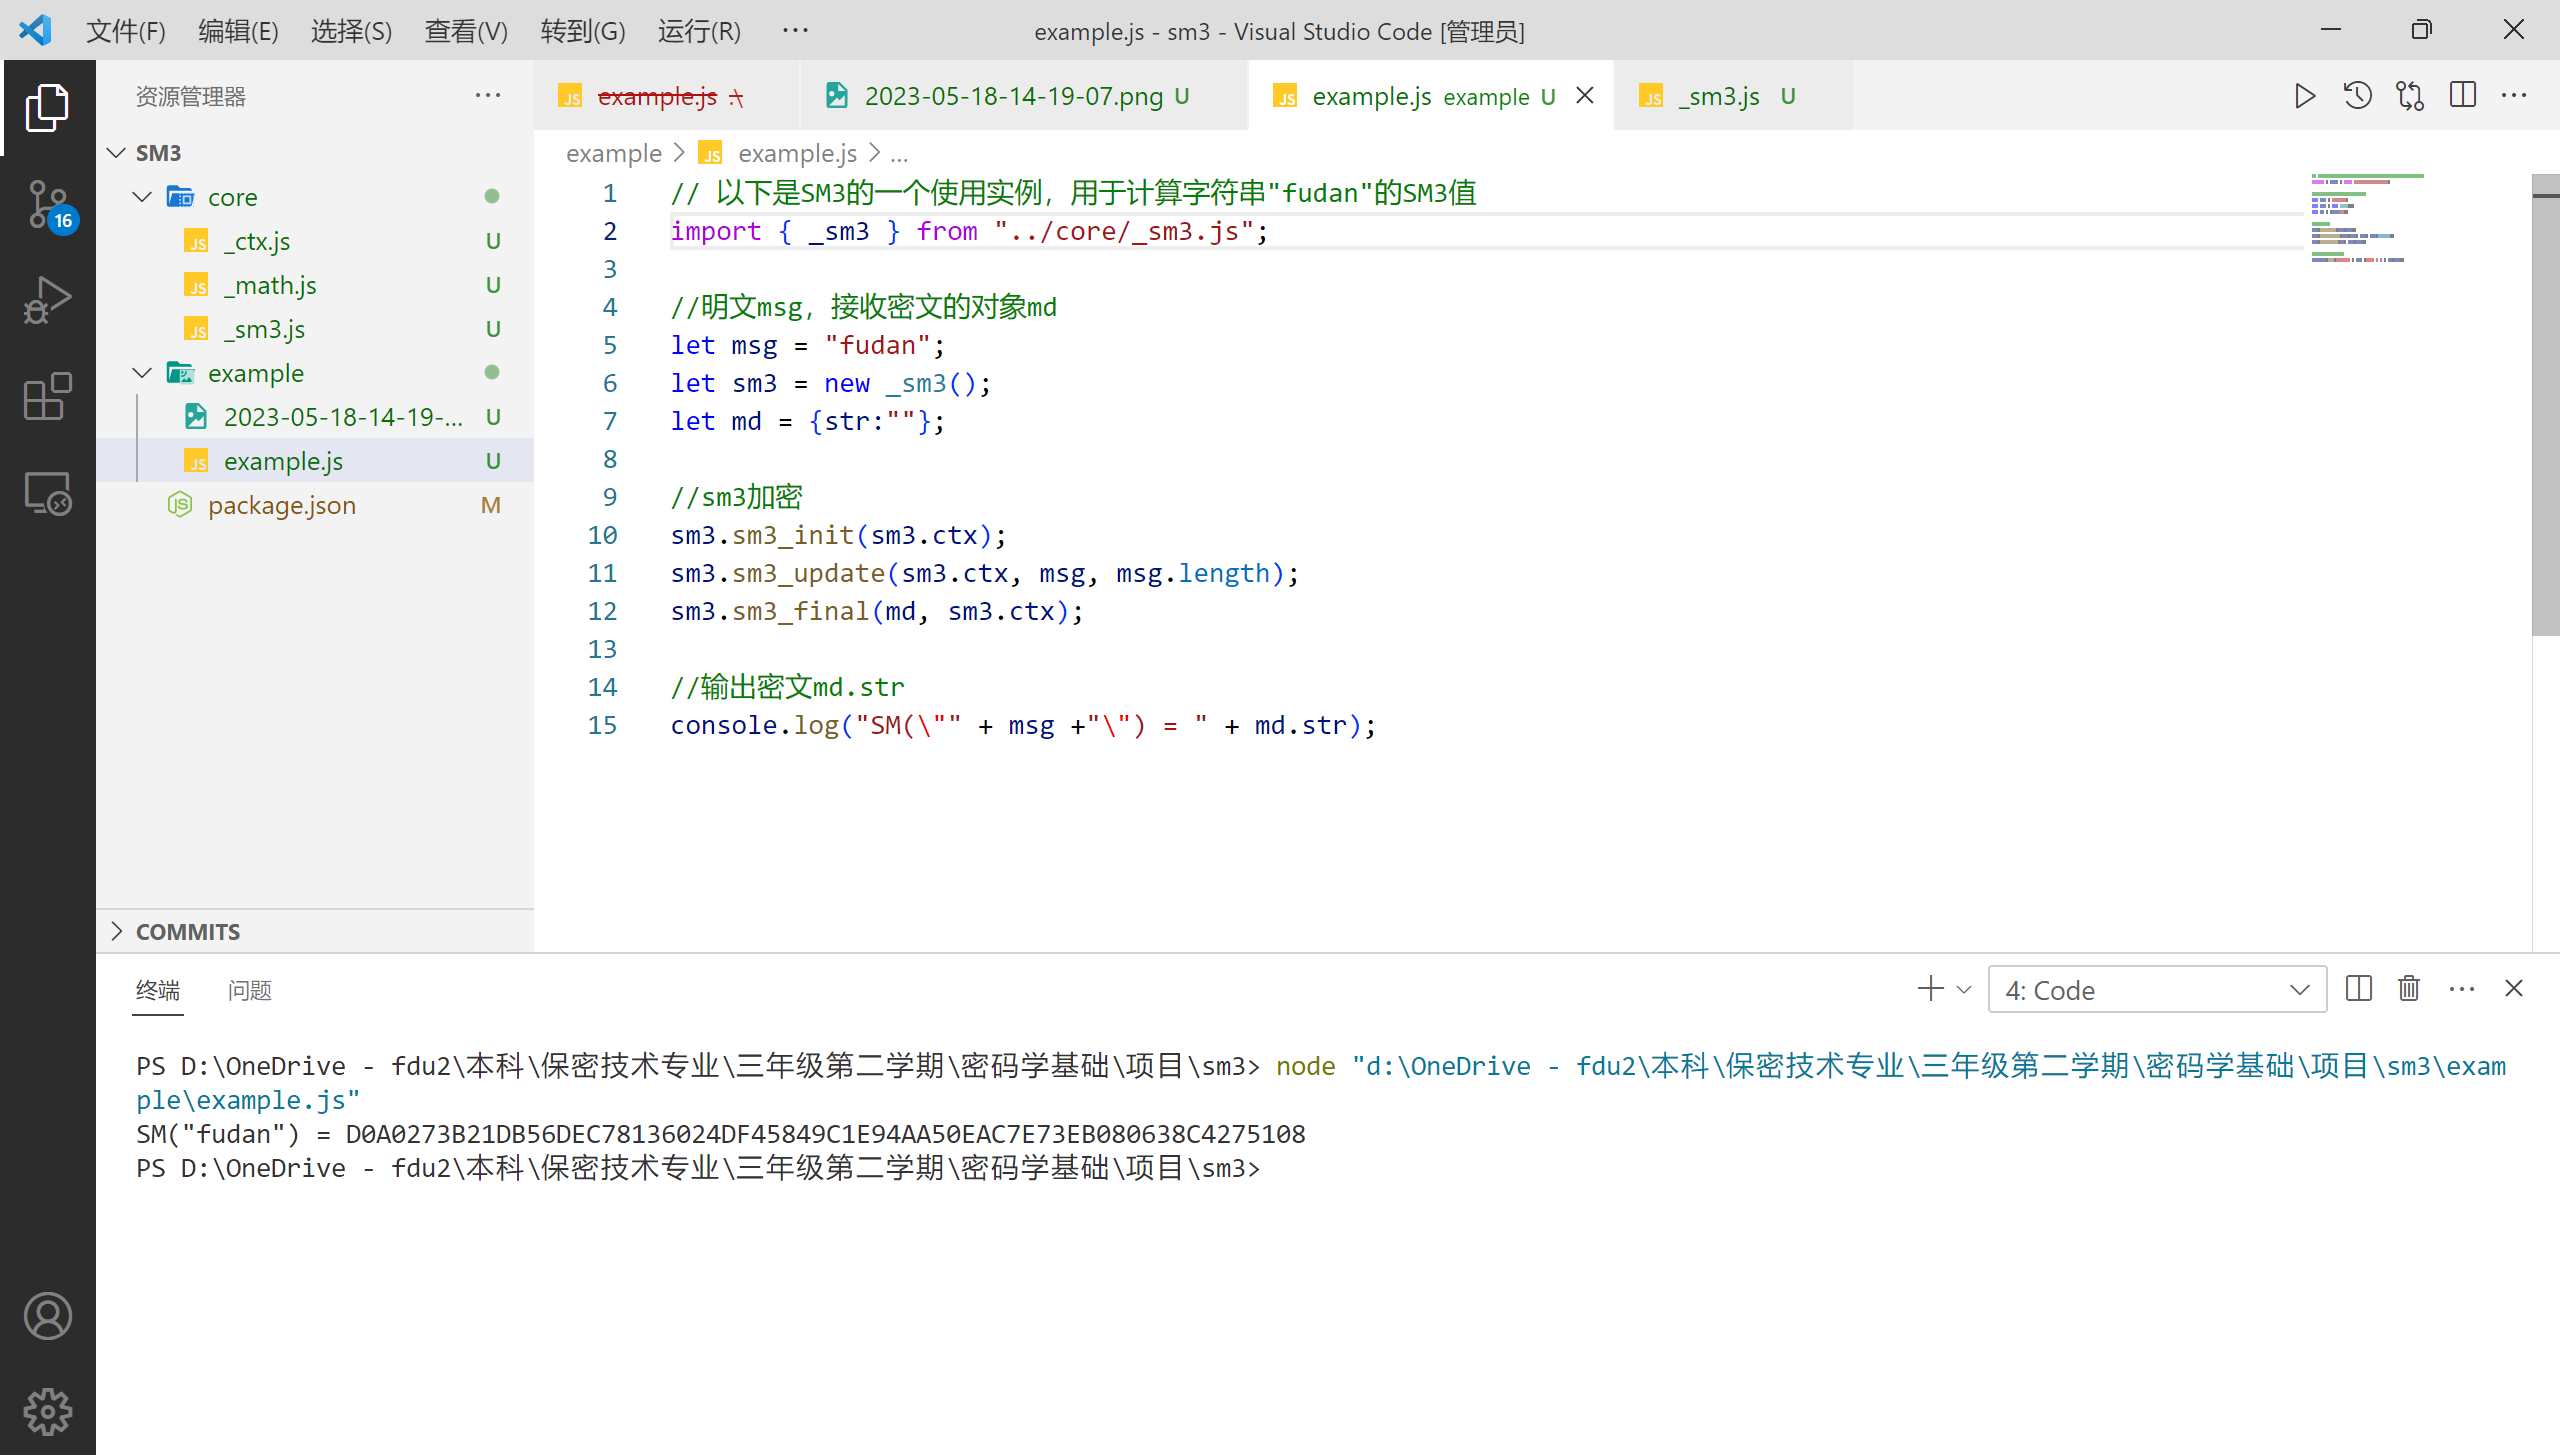 文件(F) 编辑(E) 选择(S) 查看(V) 转到(G) 运行(R) ··· example.js - sm3 - Visual Studio Code [管理员]
资源管理器 ···
example.js .\ 2023-05-18-14-19-07.png U example.js example U _sm3.js U
example > example.js > ...
SM3
core
_ctx.js U
_math.js U
_sm3.js U
example
2023-05-18-14-19-... U
example.js U
package.json M
COMMITS
16
1 // 以下是SM3的一个使用实例，用于计算字符串"fudan"的SM3值
2 import { _sm3 } from "../core/_sm3.js";
3
4 //明文msg，接收密文的对象md
5 let msg = "fudan";
6 let sm3 = new _sm3();
7 let md = {str:""};
8
9 //sm3加密
10 sm3.sm3_init(sm3.ctx);
11 sm3.sm3_update(sm3.ctx, msg, msg.length);
12 sm3.sm3_final(md, sm3.ctx);
13
14 //输出密文md.str
15 console.log("SM(\"" + msg +"\") = " + md.str);
终端 问题 4: Code
PS D:\OneDrive - fdu2\本科\保密技术专业\三年级第二学期\密码学基础\项目\sm3> node "d:\OneDrive - fdu2\本科\保密技术专业\三年级第二学期\密码学基础\项目\sm3\exam
ple\example.js"
SM("fudan") = D0A0273B21DB56DEC78136024DF45849C1E94AA50EAC7E73EB080638C4275108
PS D:\OneDrive - fdu2\本科\保密技术专业\三年级第二学期\密码学基础\项目\sm3>